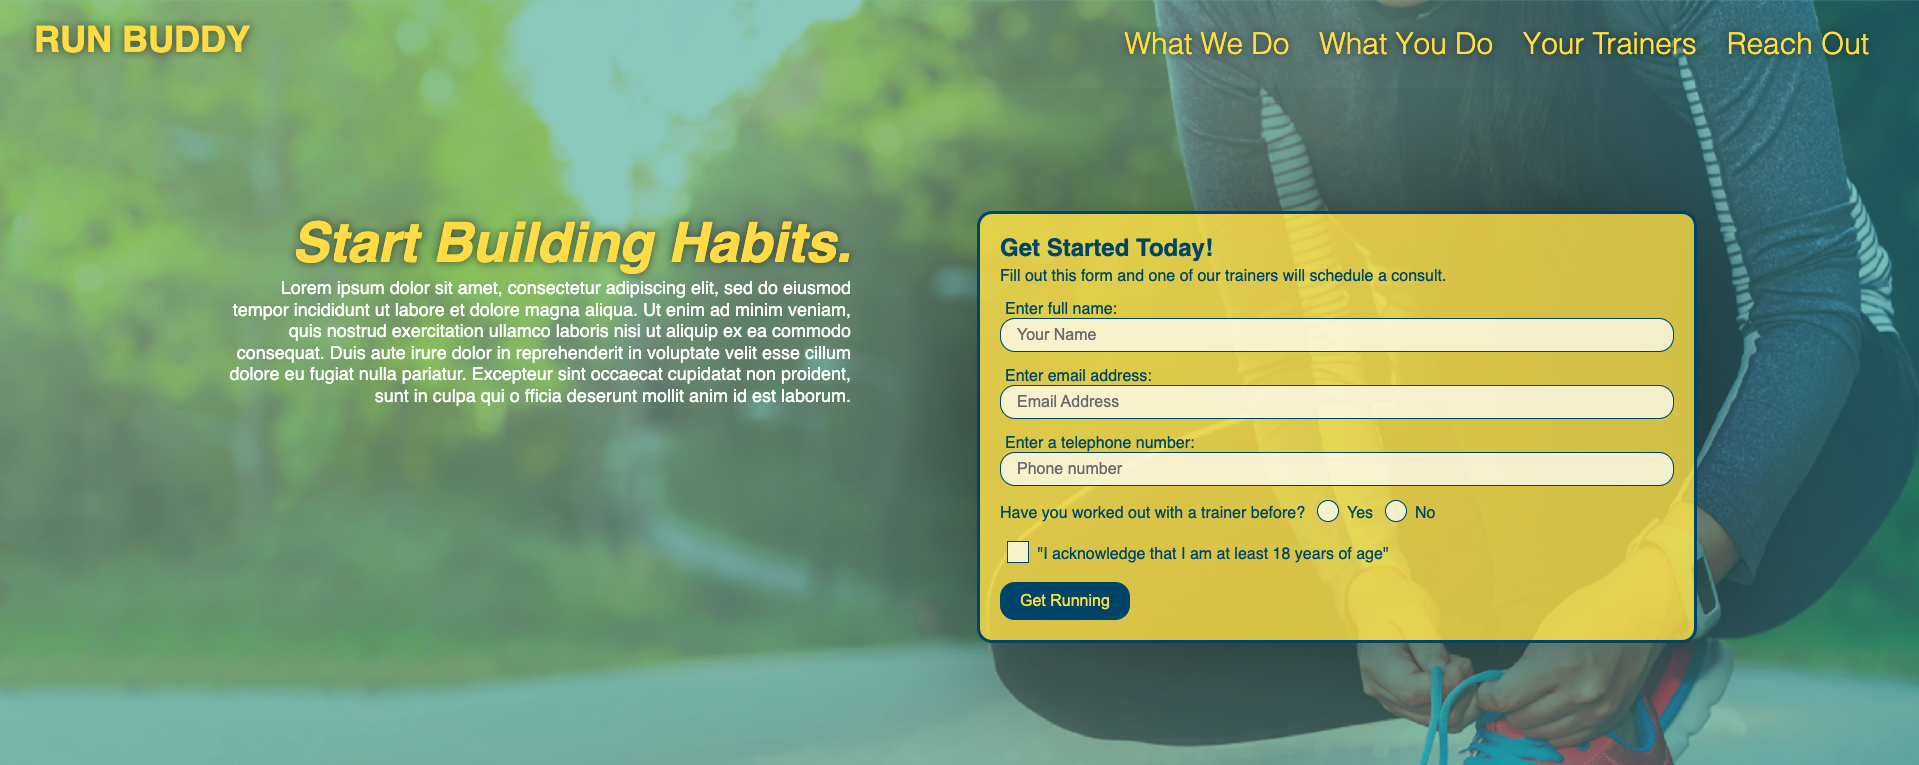 RUN BUDDY
What We Do
What You Do
Your Trainers
Reach Out
Start Building Habits.
Lorem ipsum dolor sit amet, consectetur adipiscing elit, sed do eiusmod
tempor incididunt ut labore et dolore magna aliqua. Ut enim ad minim veniam,
quis nostrud exercitation ullamco laboris nisi ut aliquip ex ea commodo
consequat. Duis aute irure dolor in reprehenderit in voluptate velit esse cillum
dolore eu fugiat nulla pariatur. Excepteur sint occaecat cupidatat non proident,
sunt in culpa qui o fficia deserunt mollit anim id est laborum.
Get Started Today!
Fill out this form and one of our trainers will schedule a consult.
Enter full name:
Your Name
Enter email address:
Email Address
Enter a telephone number:
Phone number
Have you worked out with a trainer before? Yes No
"I acknowledge that I am at least 18 years of age"
Get Running